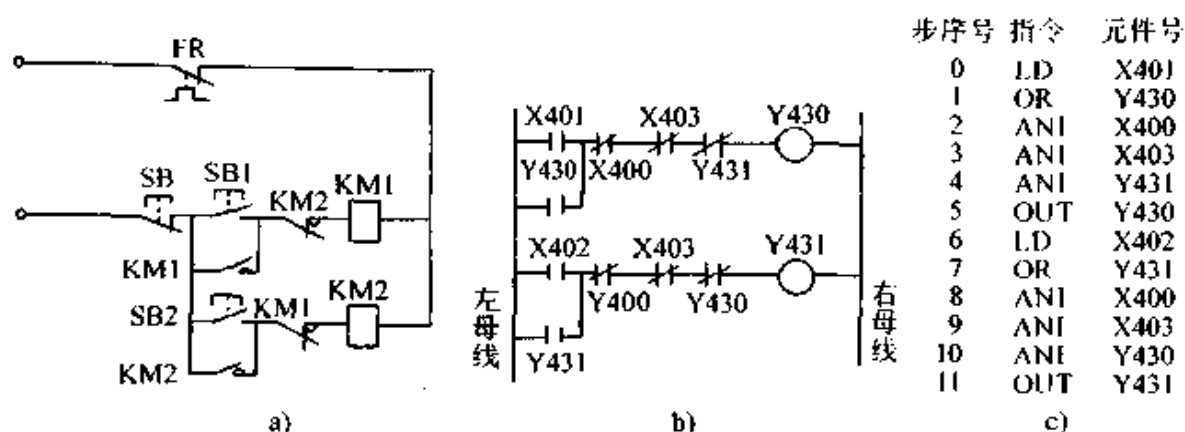 FR
SB
SB1
KM2
KM1
KM1
SB2
KM1
KM2
KM2
a)
X401
X403
Y430
Y430
X400
Y431
X402
X403
Y431
Y400
Y430
Y431
左母线
右母线
b)
步序号 指令 元件号
0 LD X401
1 OR Y430
2 ANI X400
3 ANI X403
4 ANI Y431
5 OUT Y430
6 LD X402
7 OR Y431
8 ANI X400
9 ANI X403
10 ANI Y430
11 OUT Y431
c)